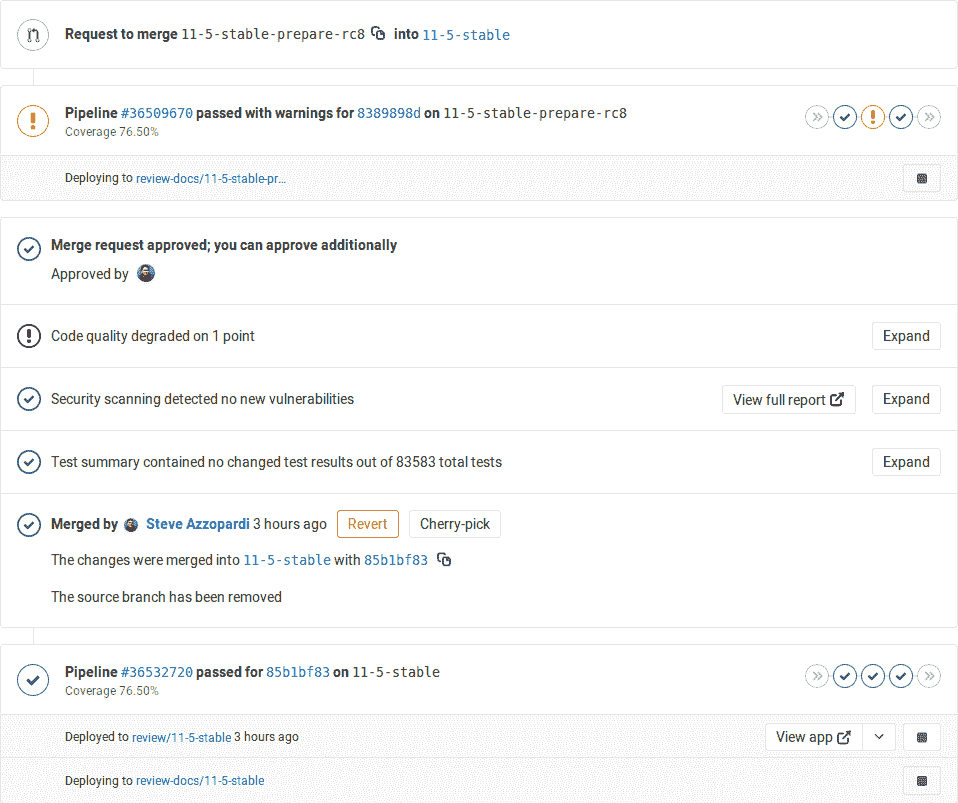 Request to merge 11-5-stable-prepare-rc8 into 11-5-stable
Pipeline #36509670 passed with warnings for 8389898d on 11-5-stable-prepare-rc8
Coverage 76.50%
Deploying to review-docs/11-5-stable-pr...
Merge request approved; you can approve additionally
Approved by
Code quality degraded on 1 point Expand
Security scanning detected no new vulnerabilities View full report Expand
Test summary contained no changed test results out of 83583 total tests Expand
Merged by Steve Azzopardi 3 hours ago Revert Cherry-pick
The changes were merged into 11-5-stable with 85b1bf83
The source branch has been removed
Pipeline #36532720 passed for 85b1bf83 on 11-5-stable
Coverage 76.50%
Deployed to review/11-5-stable 3 hours ago View app
Deploying to review-docs/11-5-stable